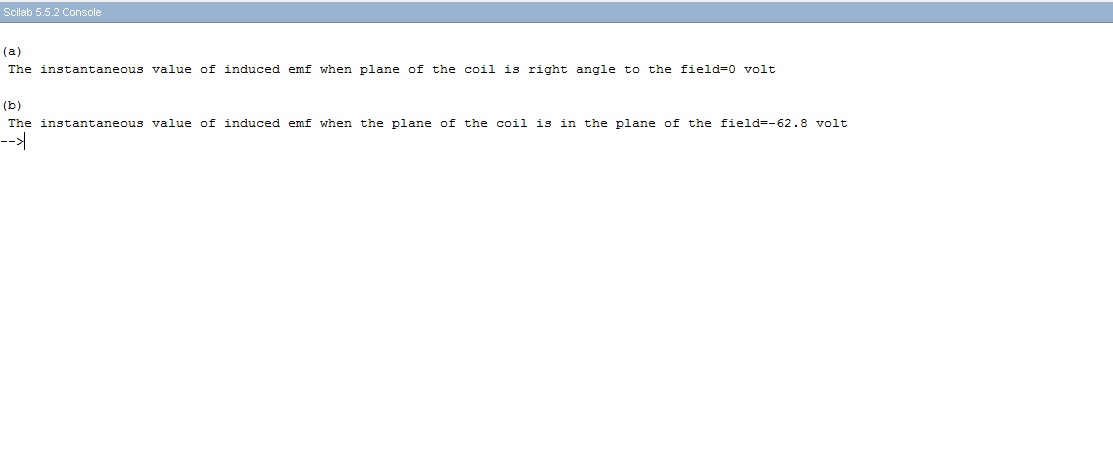 Scilab 5.5.2 Console
(a)
The instantaneous value of induced emf when plane of the coil is right angle to the field=0 volt
(b)
The instantaneous value of induced emf when the plane of the coil is in the plane of the field=-62.8 volt
-->